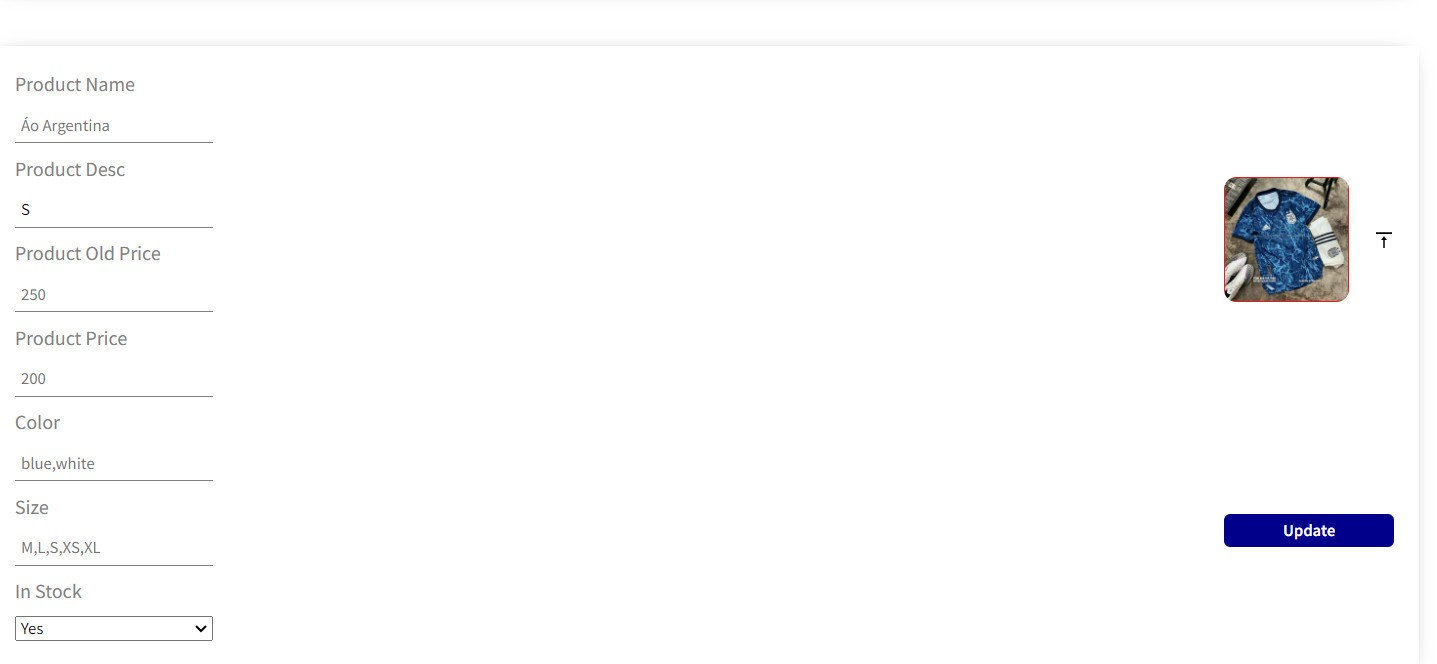 Product Name
Áo Argentina
Product Desc
S
Product Old Price
250
Product Price
200
Color
blue,white
Size
M,L,S,XS,XL
Update
In Stock
Yes